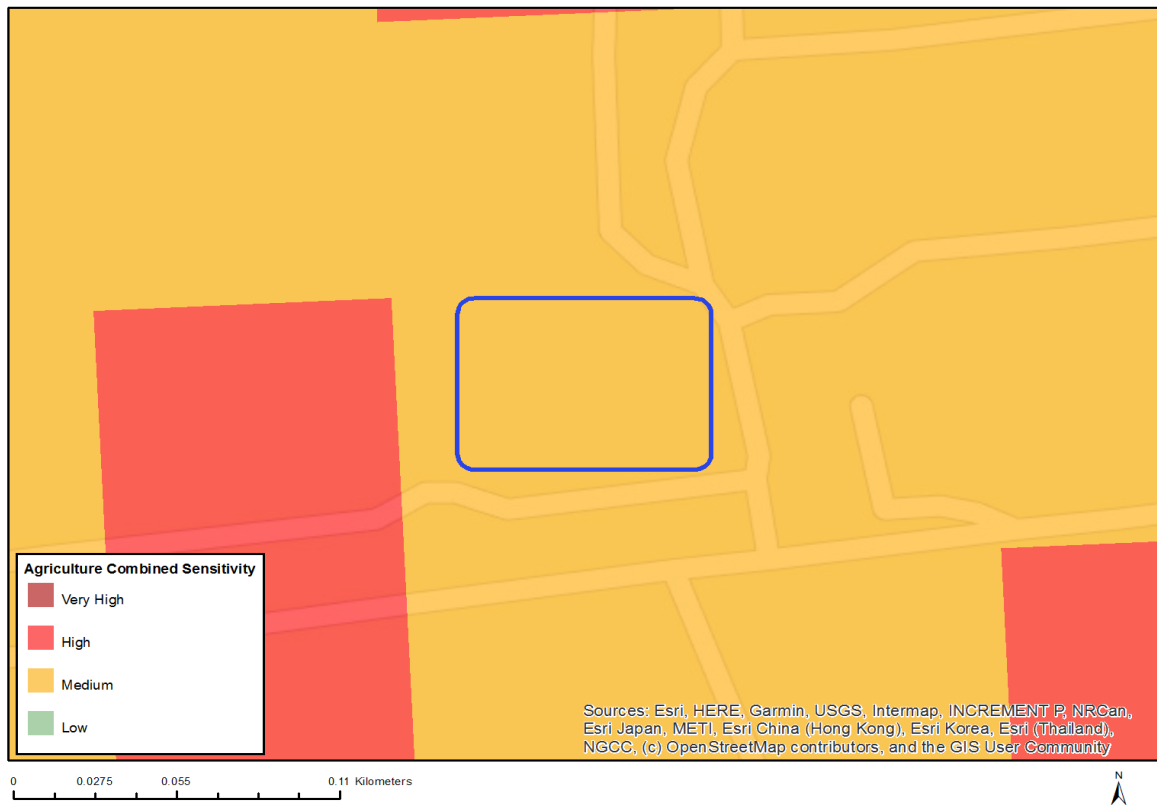 Agriculture Combined Sensitivity
Very High
High
Medium
Low
Sources: Esri, HERE, Garmin, USGS, Intermap, INCREMENT P, NRCan,
Esri Japan, METI, Esri China (Hong Kong), Esri Korea, Esri (Thailand),
NGCC, (c) OpenStreetMap contributors, and the GIS User Community
0 0.0275 0.055 0.11 Kilometers
N